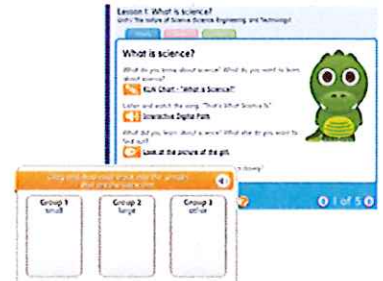 Lesson 1: What is science?
Unit 1: The nature of Science (Science, Engineering, and Technology)
What is science?
What do you know about science? What do you want to learn
about science?
KLW Chart - "What is Science?"
Listen and watch the song, "That's What Science Is."
Interactive Digital Path
What did you learn about science? What else do you want to
find out?
Look at the picture of the gift.
1 of 5
Drag and drop
Group 1
small
Group 2
large
Group 3
other